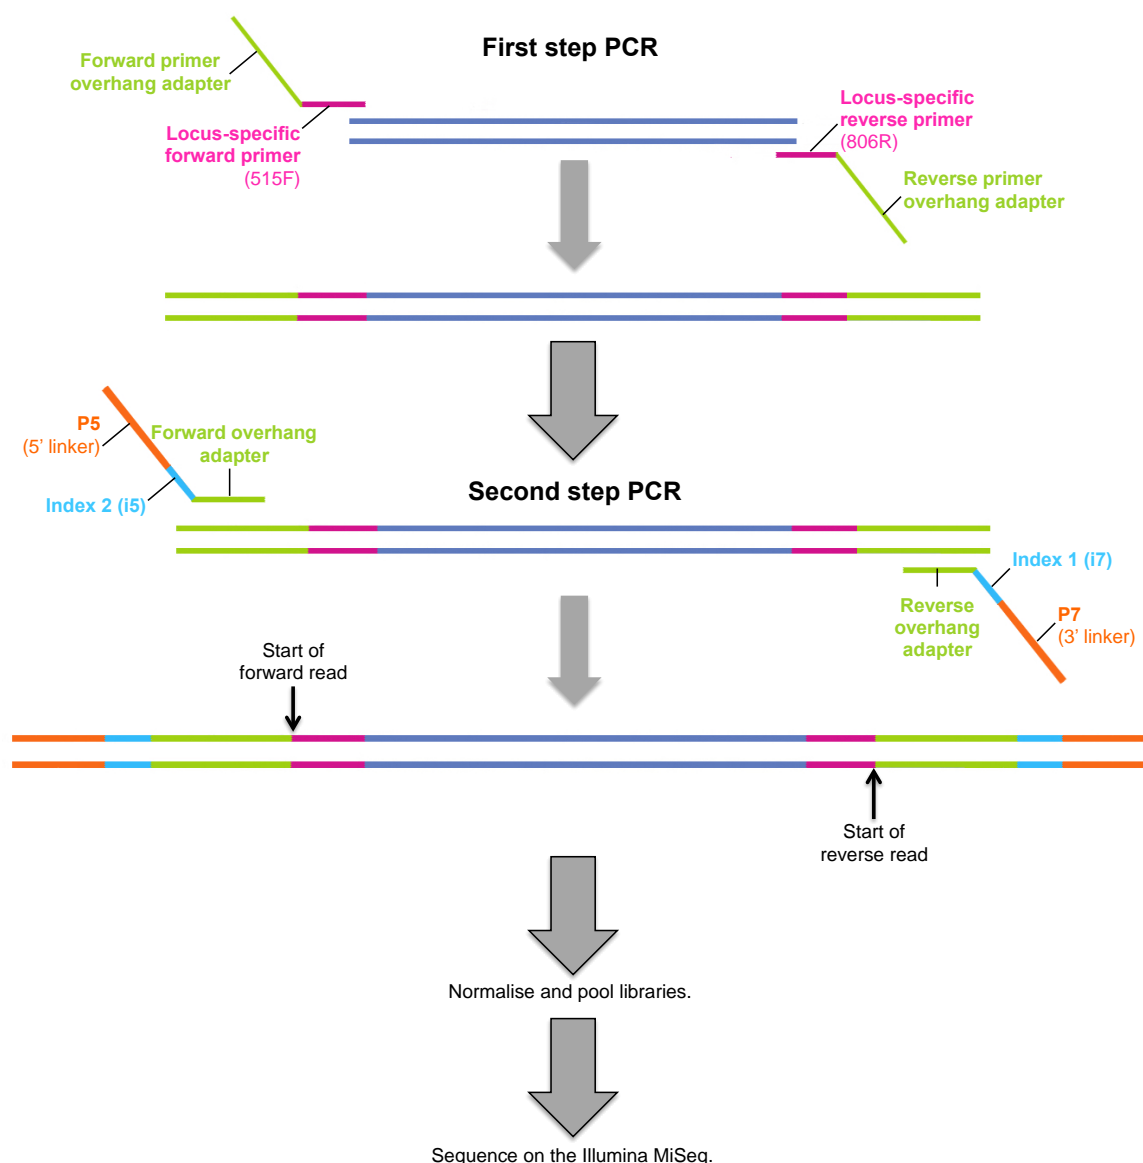 First step PCR
Forward primer
overhang adapter
Locus-specific
forward primer
(515F)
Locus-specific
reverse primer
(806R)
Reverse primer
overhang adapter
P5
(5' linker)
Forward overhang
adapter
Index 2 (i5)
Second step PCR
Index 1 (i7)
Reverse
overhang
adapter
P7
(3' linker)
Start of
forward read
Start of
reverse read
Normalise and pool libraries.
Sequence on the Illumina MiSeq.